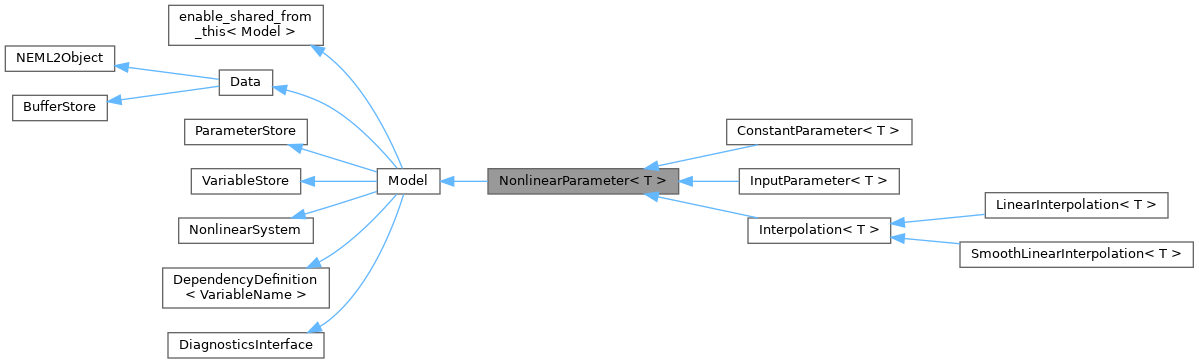 enable_shared_from
_this< Model >
NEML2Object
Data
BufferStore
ParameterStore
ConstantParameter< T >
VariableStore
Model
NonlinearParameter< T >
InputParameter< T >
LinearInterpolation< T >
NonlinearSystem
Interpolation< T >
SmoothLinearInterpolation< T >
DependencyDefinition
< VariableName >
DiagnosticsInterface